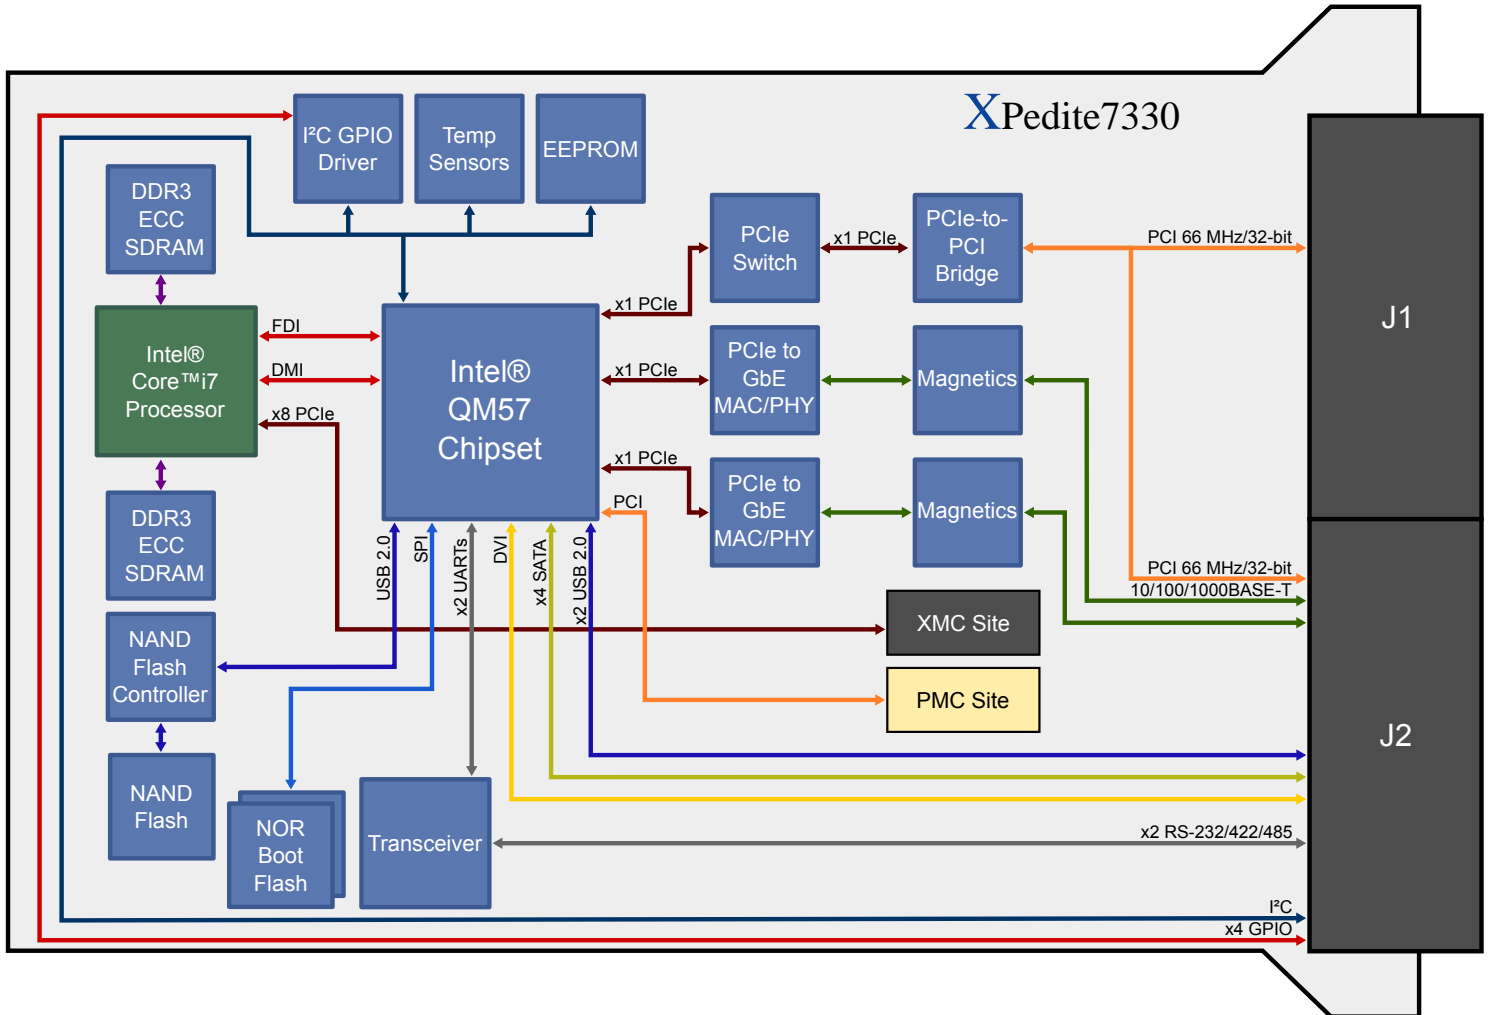 XPedite7330
I²C GPIO
Driver
Temp
Sensors
EEPROM
DDR3
ECC
SDRAM
PCIe
Switch
x1 PCIe
PCIe-to-
PCI
Bridge
PCI 66 MHz/32-bit
J1
Intel®
Core™i7
Processor
FDI
DMI
x8 PCIe
Intel®
QM57
Chipset
x1 PCIe
x1 PCIe
x1 PCIe
PCI
PCIe to
GbE
MAC/PHY
Magnetics
PCIe to
GbE
MAC/PHY
Magnetics
DDR3
ECC
SDRAM
USB 2.0
SPI
x2 UARTs
DVI
x4 SATA
x2 USB 2.0
PCI 66 MHz/32-bit
10/100/1000BASE-T
XMC Site
PMC Site
J2
NAND
Flash
Controller
NAND
Flash
NOR
Boot
Flash
Transceiver
x2 RS-232/422/485
I²C
x4 GPIO